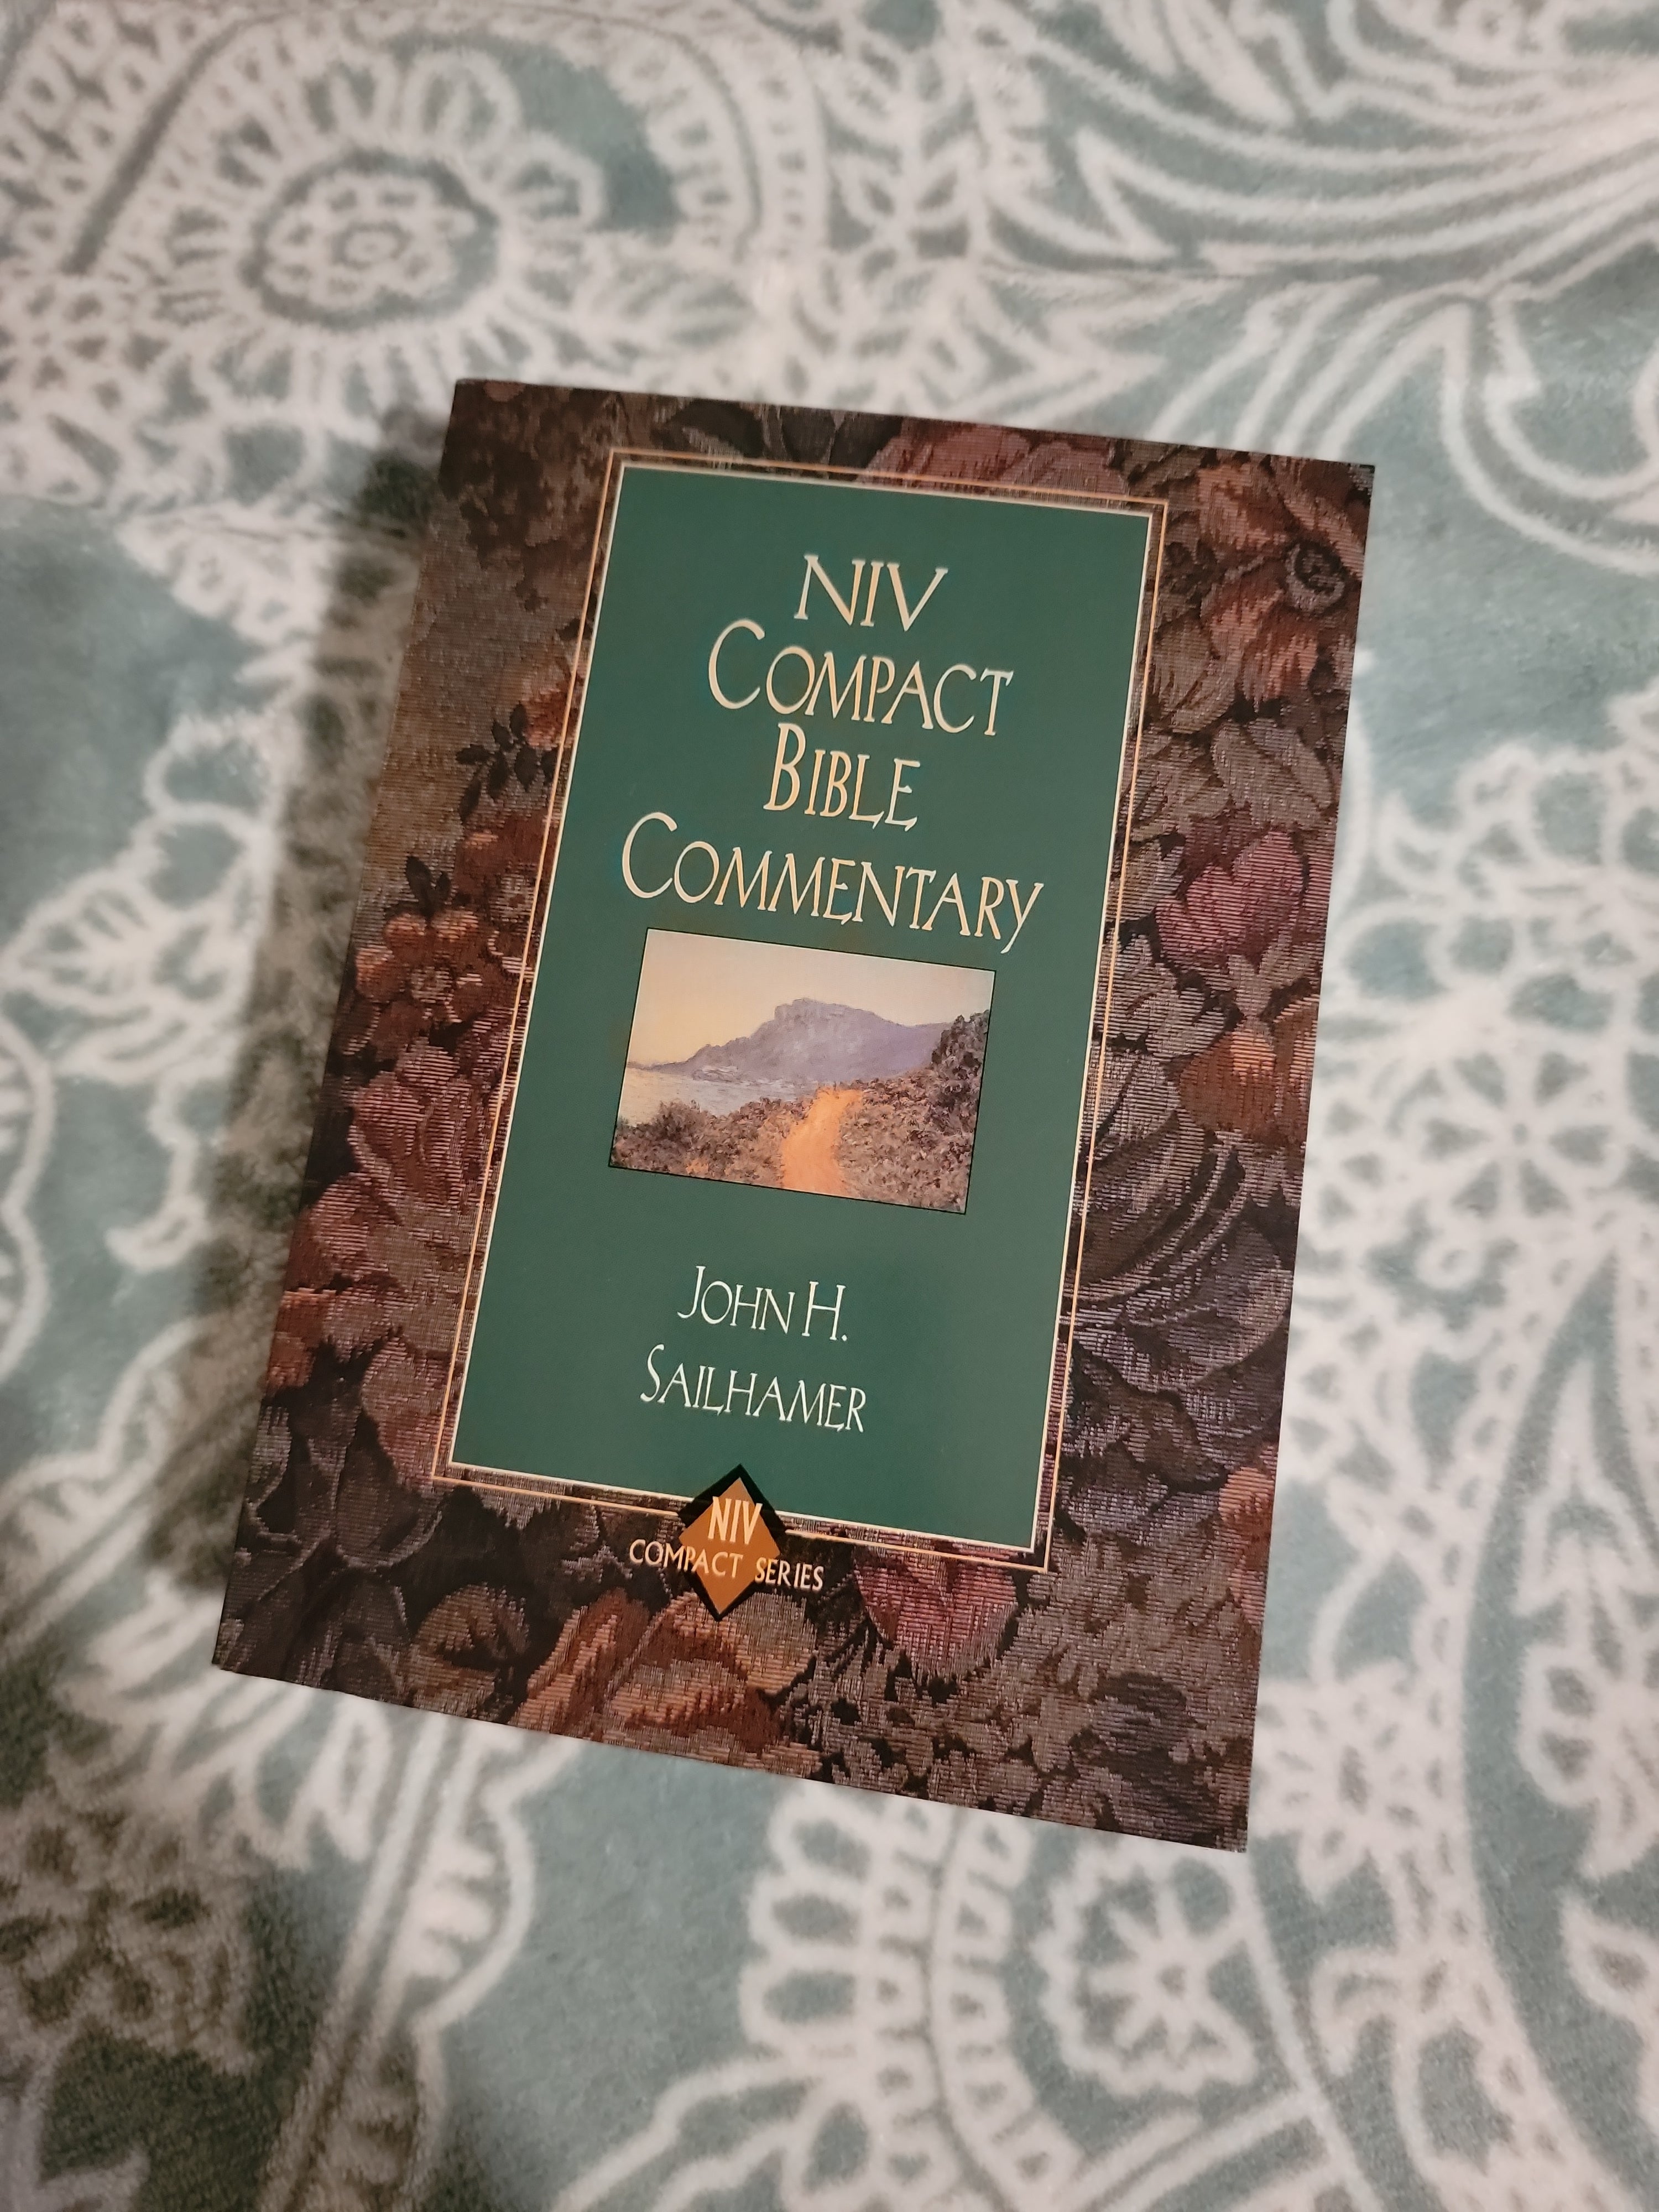 NIV
COMPACT
BIBLE
COMMENTARY
JOHN H.
SAILHAMER
NIV
COMPACT SERIES